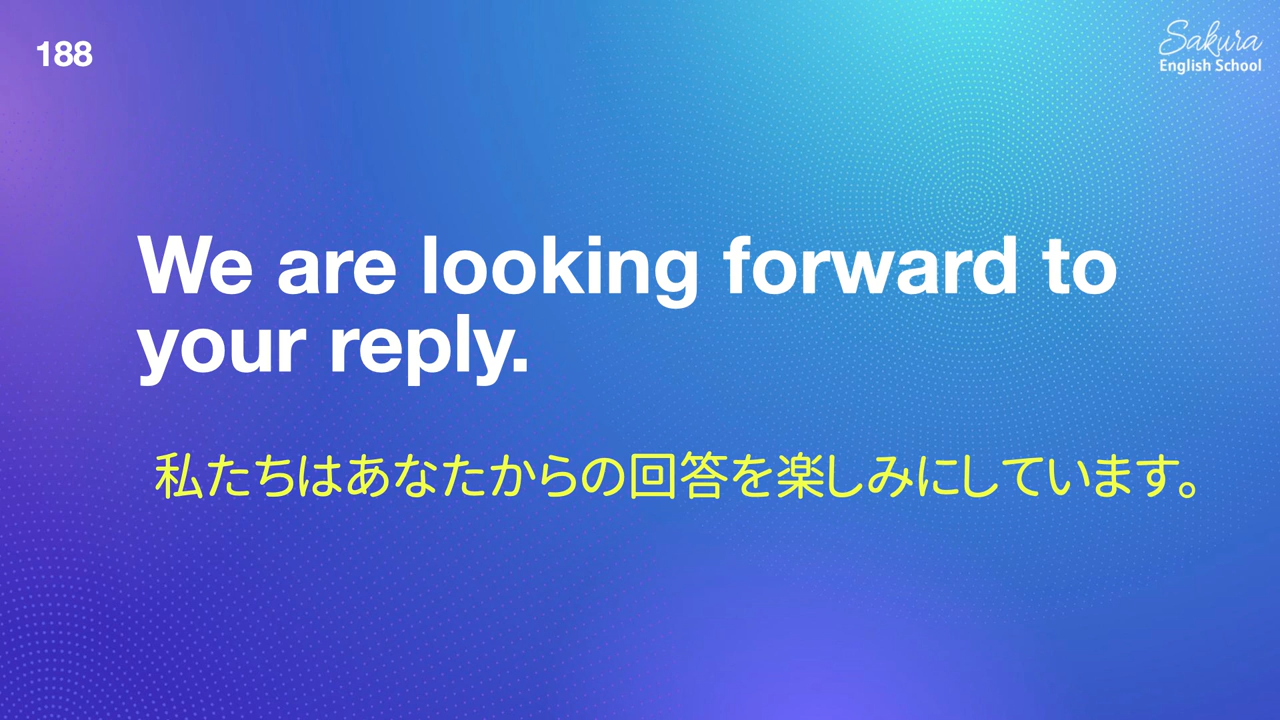 188
Sakura
English School
We are looking forward to
your reply.
私たちはあなたからの回答を楽しみにしています。